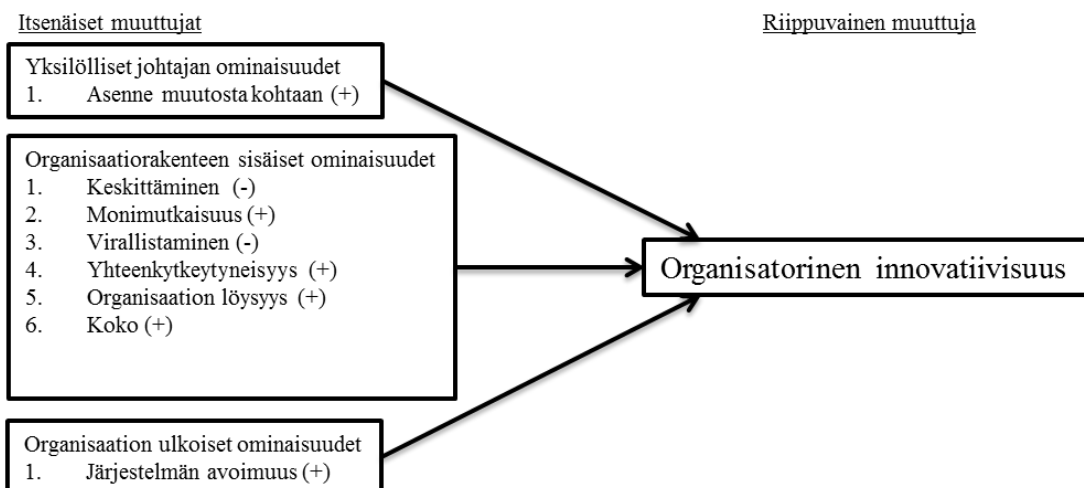 Itsenäiset muuttujat
Riippuvainen muuttuja
Yksilölliset johtajan ominaisuudet
1. Asenne muutosta kohtaan (+)
Organisaatiorakenteen sisäiset ominaisuudet
1. Keskittäminen (-)
2. Monimutkaisuus (+)
3. Virallistaminen (-)
4. Yhteenkytkeytyneisyys (+)
5. Organisaation löysyys (+)
6. Koko (+)
Organisatorinen innovatiivisuus
Organisaation ulkoiset ominaisuudet
1. Järjestelmän avoimuus (+)